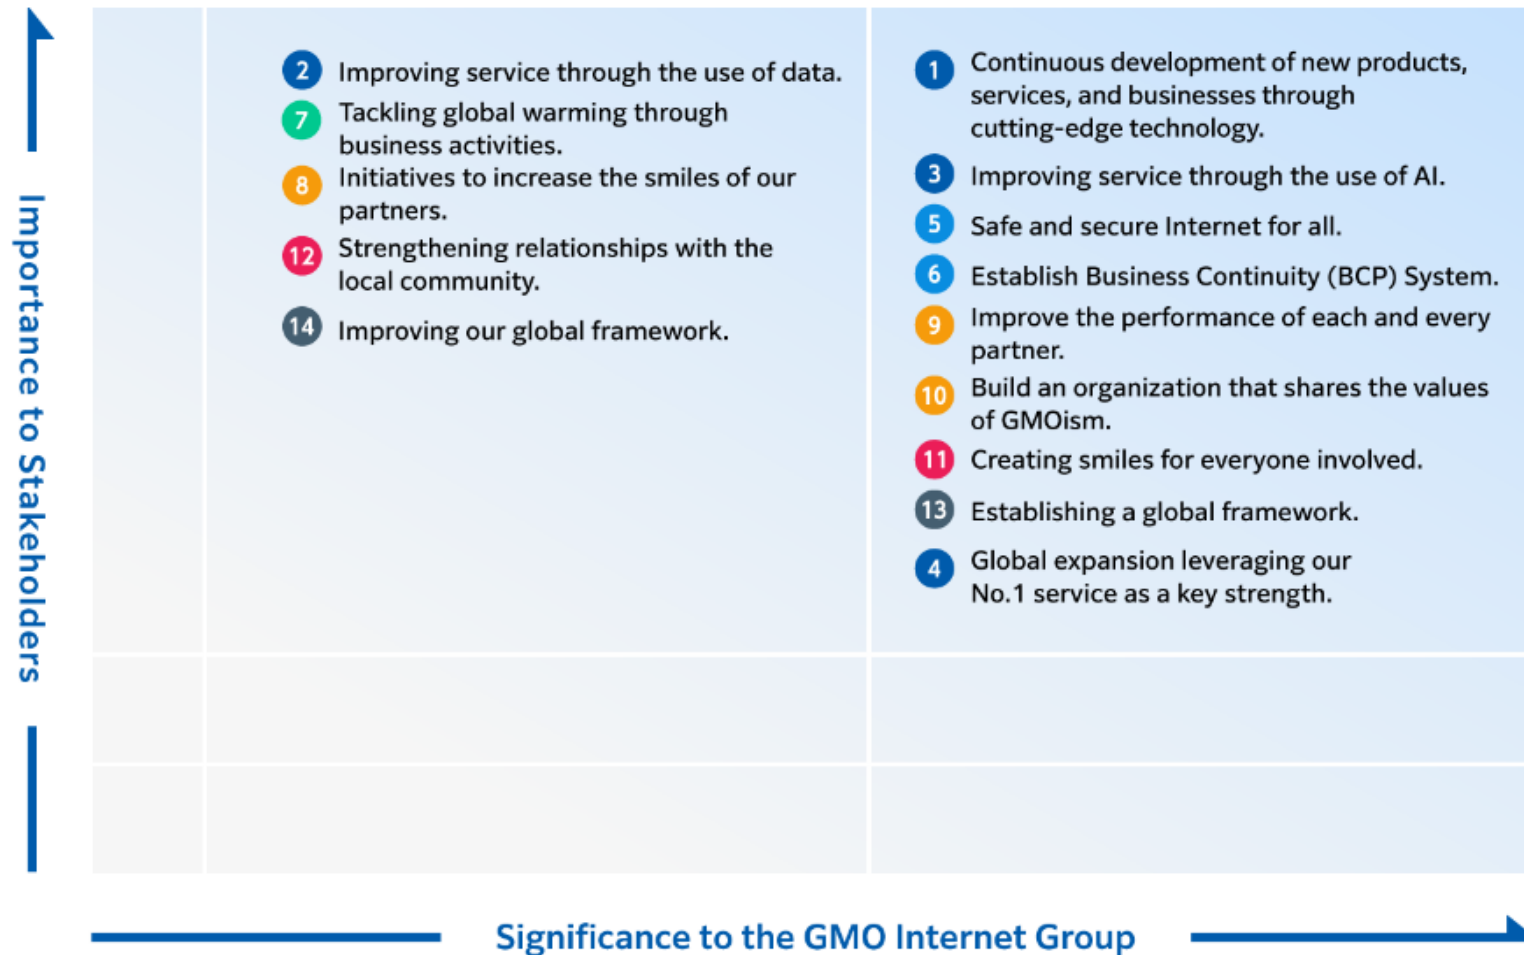 Importance to Stakeholders
2 Improving service through the use of data.
7 Tackling global warming through
business activities.
8 Initiatives to increase the smiles of our
partners.
12 Strengthening relationships with the
local community.
14 Improving our global framework.
1 Continuous development of new products,
services, and businesses through
cutting-edge technology.
3 Improving service through the use of AI.
5 Safe and secure Internet for all.
6 Establish Business Continuity (BCP) System.
9 Improve the performance of each and every
partner.
10 Build an organization that shares the values
of GMOism.
11 Creating smiles for everyone involved.
13 Establishing a global framework.
4 Global expansion leveraging our
No.1 service as a key strength.
Significance to the GMO Internet Group